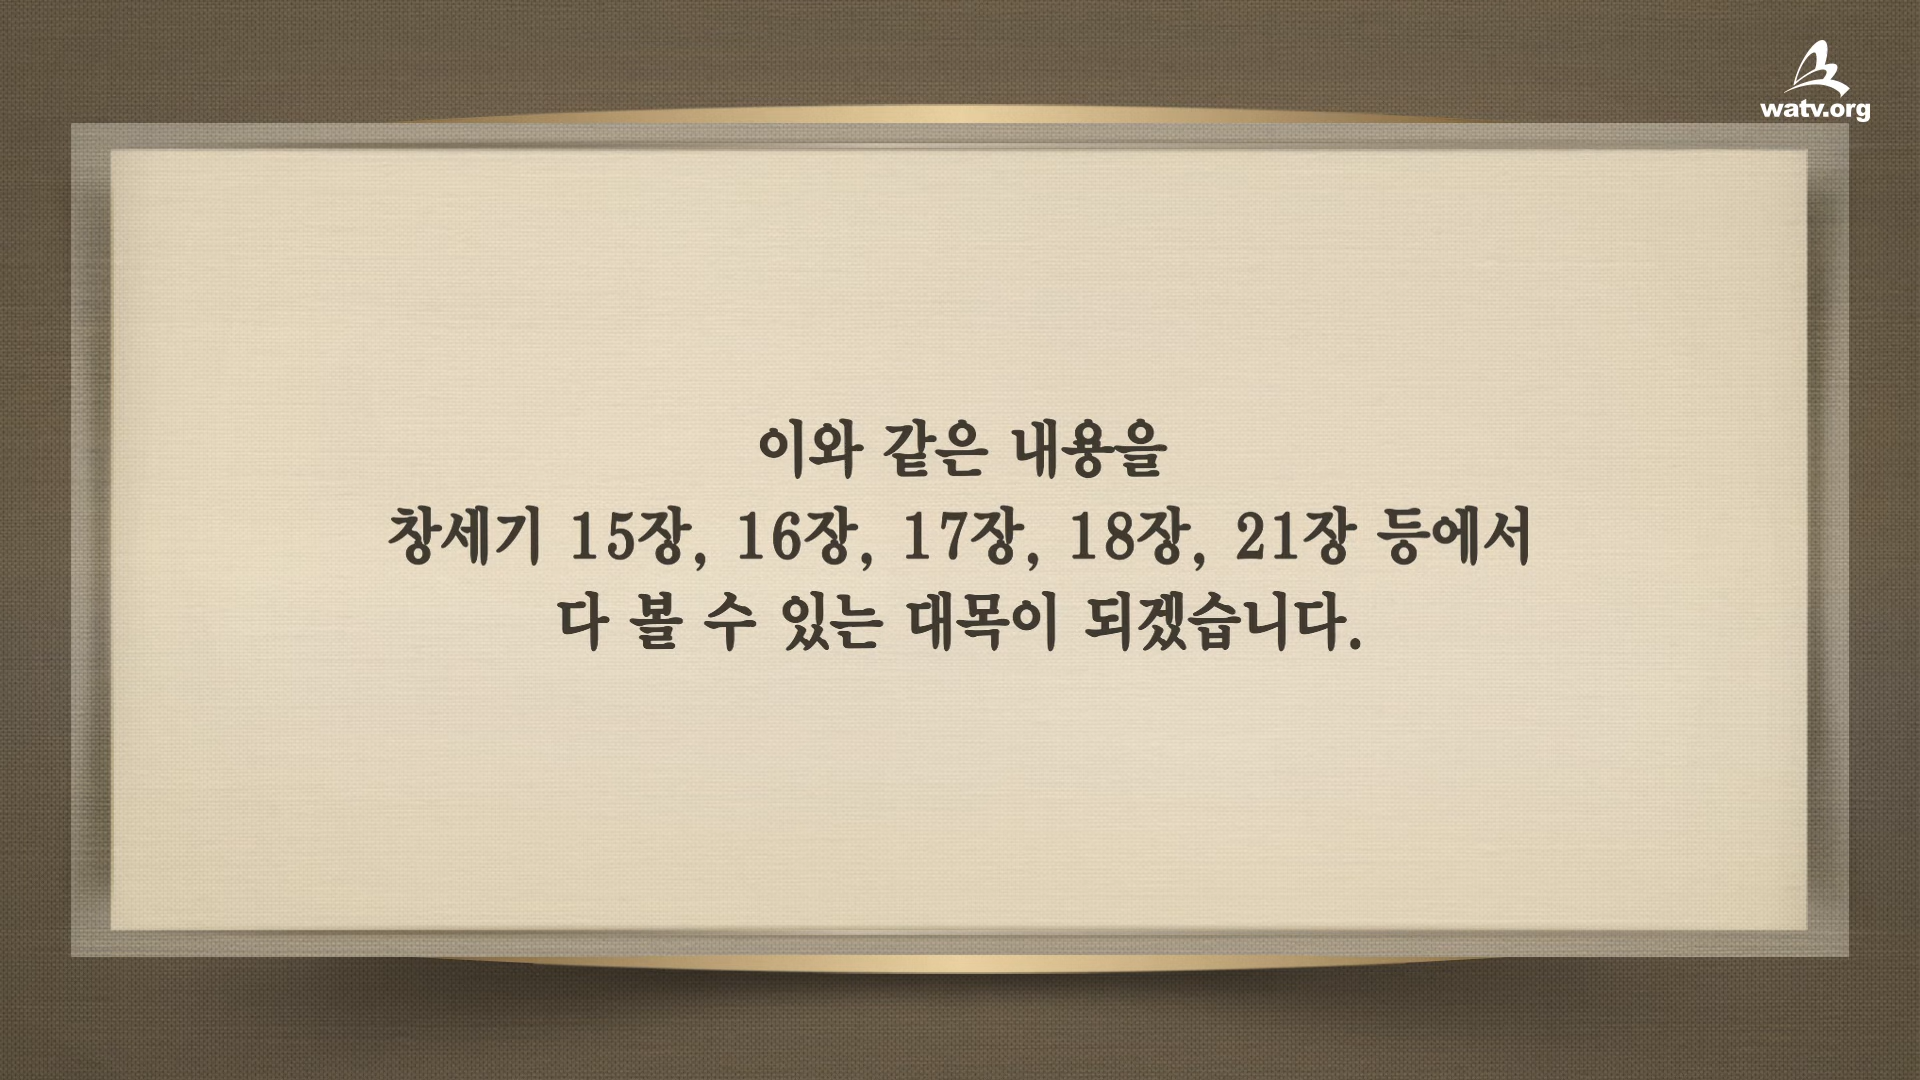 watv.org
이와 같은 내용을
창세기 15장, 16장, 17장, 18장, 21장 등에서
다 볼 수 있는 대목이 되겠습니다.